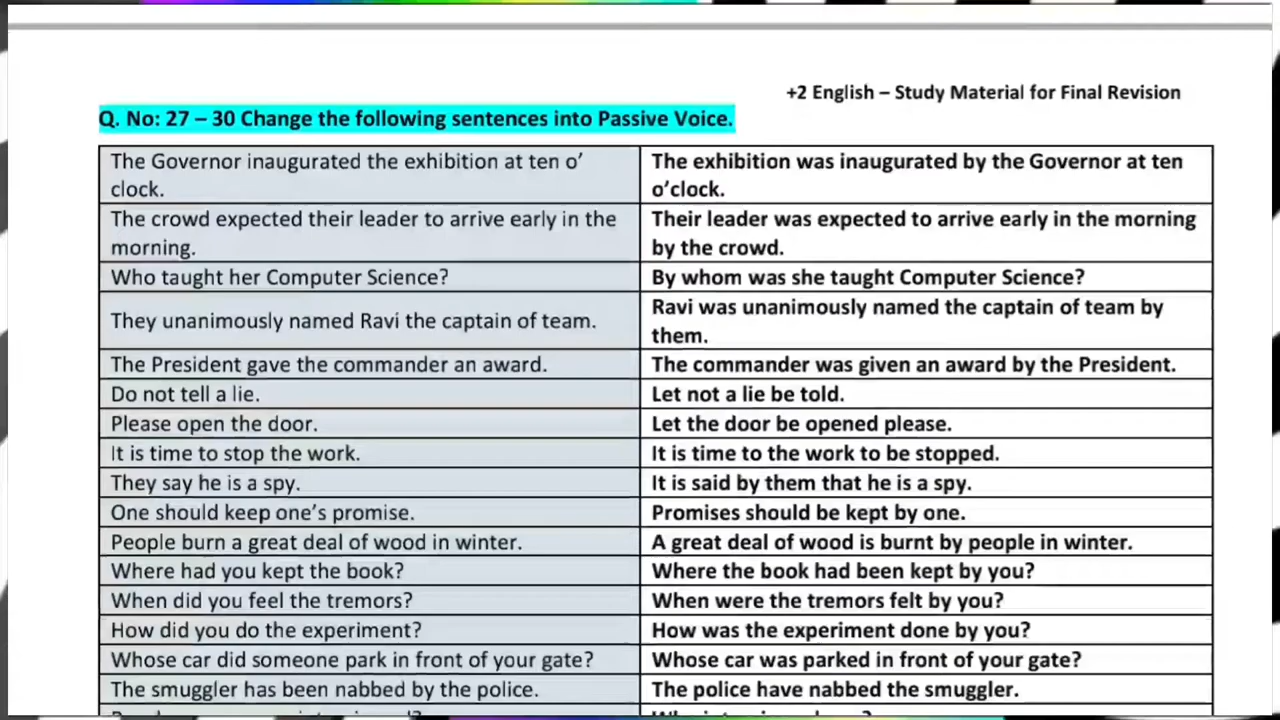 +2 English – Study Material for Final Revision
Q. No: 27 – 30 Change the following sentences into Passive Voice.
The Governor inaugurated the exhibition at ten o’
clock.
The exhibition was inaugurated by the Governor at ten
o’clock.
The crowd expected their leader to arrive early in the
morning.
Their leader was expected to arrive early in the morning
by the crowd.
Who taught her Computer Science?
By whom was she taught Computer Science?
They unanimously named Ravi the captain of team.
Ravi was unanimously named the captain of team by
them.
The President gave the commander an award.
The commander was given an award by the President.
Do not tell a lie.
Let not a lie be told.
Please open the door.
Let the door be opened please.
It is time to stop the work.
It is time to the work to be stopped.
They say he is a spy.
It is said by them that he is a spy.
One should keep one’s promise.
Promises should be kept by one.
People burn a great deal of wood in winter.
A great deal of wood is burnt by people in winter.
Where had you kept the book?
Where the book had been kept by you?
When did you feel the tremors?
When were the tremors felt by you?
How did you do the experiment?
How was the experiment done by you?
Whose car did someone park in front of your gate?
Whose car was parked in front of your gate?
The smuggler has been nabbed by the police.
The police have nabbed the smuggler.